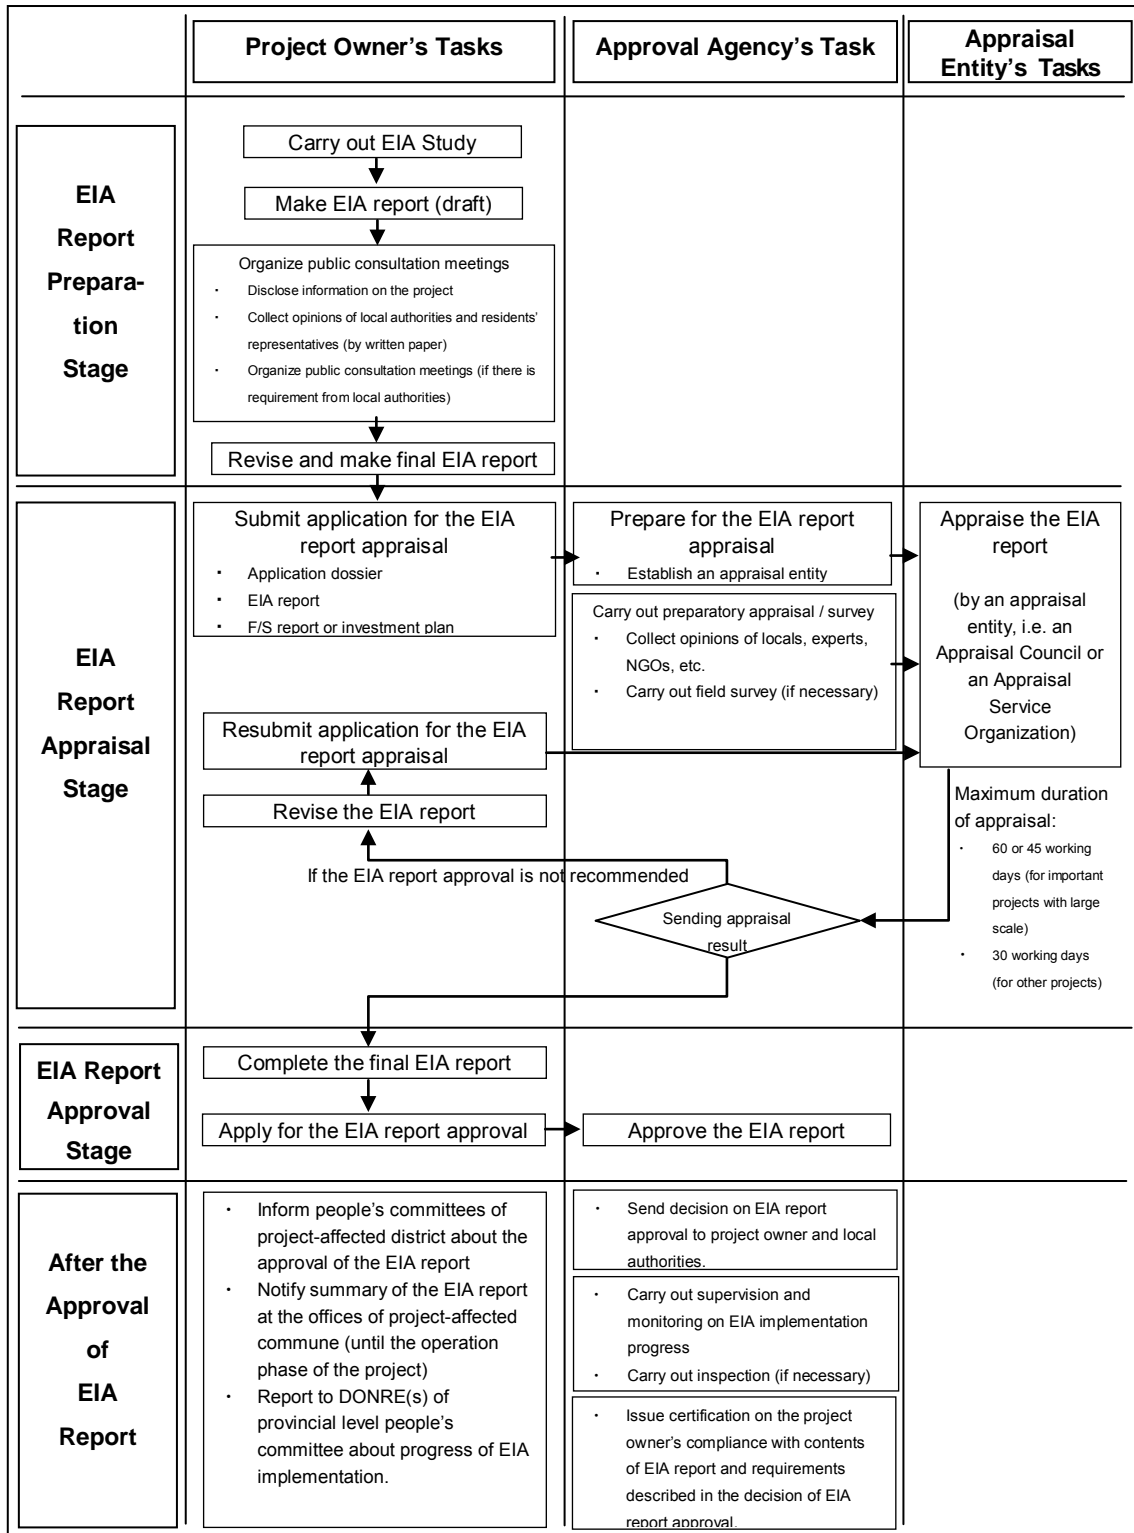 Project Owner's Tasks
Approval Agency's Task
Appraisal
Entity's Tasks
EIA
Report
Prepara-
tion
Stage
Carry out EIA Study
Make EIA report (draft)
Organize public consultation meetings
· Disclose information on the project
· Collect opinions of local authorities and residents'
representatives (by written paper)
· Organize public consultation meetings (if there is
requirement from local authorities)
Revise and make final EIA report
EIA
Report
Appraisal
Stage
Submit application for the EIA
report appraisal
· Application dossier
· EIA report
· F/S report or investment plan
Prepare for the EIA report
appraisal
· Establish an appraisal entity
Carry out preparatory appraisal / survey
· Collect opinions of locals, experts,
NGOs, etc.
· Carry out field survey (if necessary)
Appraise the EIA
report
(by an appraisal
entity, i.e. an
Appraisal Council or
an Appraisal
Service
Organization)
Resubmit application for the EIA
report appraisal
Revise the EIA report
If the EIA report approval is not recommended
Sending appraisal
result
Maximum duration
of appraisal:
· 60 or 45 working
days (for important
projects with large
scale)
· 30 working days
(for other projects)
EIA Report
Approval
Stage
Complete the final EIA report
Apply for the EIA report approval
Approve the EIA report
After the
Approval
of
EIA
Report
· Inform people's committees of
project-affected district about the
approval of the EIA report
· Notify summary of the EIA report
at the offices of project-affected
commune (until the operation
phase of the project)
· Report to DONRE(s) of
provincial level people's
committee about progress of EIA
implementation.
· Send decision on EIA report
approval to project owner and local
authorities.
· Carry out supervision and
monitoring on EIA implementation
progress
· Carry out inspection (if necessary)
· Issue certification on the project
owner's compliance with contents
of EIA report and requirements
described in the decision of EIA
report approval.